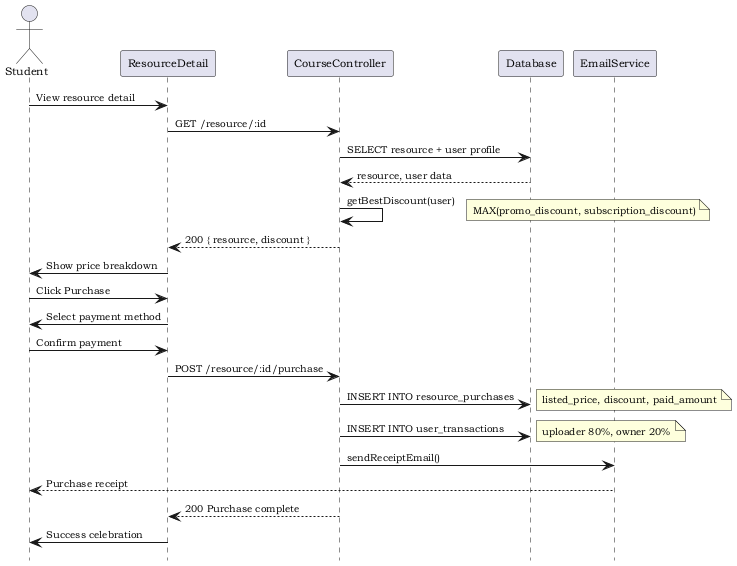 Student
ResourceDetail
CourseController
Database
EmailService
View resource detail
GET /resource/:id
SELECT resource + user profile
resource, user data
getBestDiscount(user)
MAX(promo_discount, subscription_discount)
200 { resource, discount }
Show price breakdown
Click Purchase
Select payment method
Confirm payment
POST /resource/:id/purchase
INSERT INTO resource_purchases
listed_price, discount, paid_amount
INSERT INTO user_transactions
uploader 80%, owner 20%
sendReceiptEmail()
Purchase receipt
200 Purchase complete
Success celebration